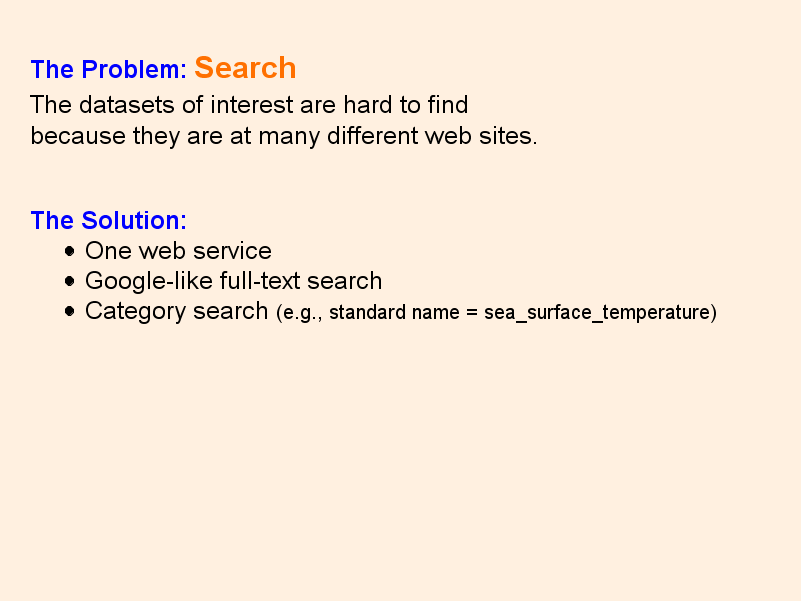 The Problem: Search
The datasets of interest are hard to find
because they are at many different web sites.
The Solution:
● One web service
● Google-like full-text search
● Category search (e.g., standard name = sea_surface_temperature)